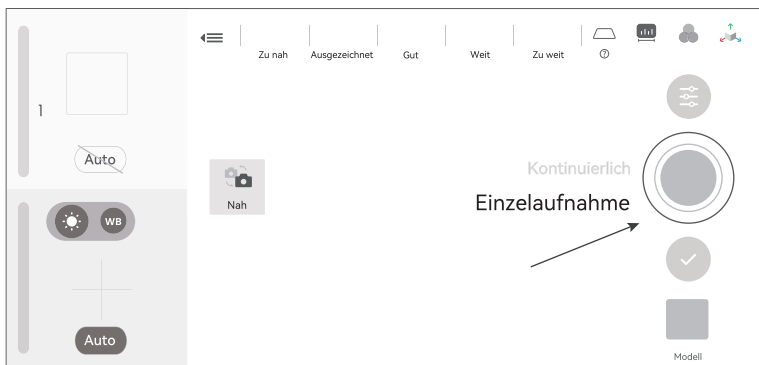 Zu nah
Ausgezeichnet
Gut
Weit
Zu weit
?
1
Auto
Nah
Kontinuierlich
Einzelaufnahme
WB
Auto
Modell